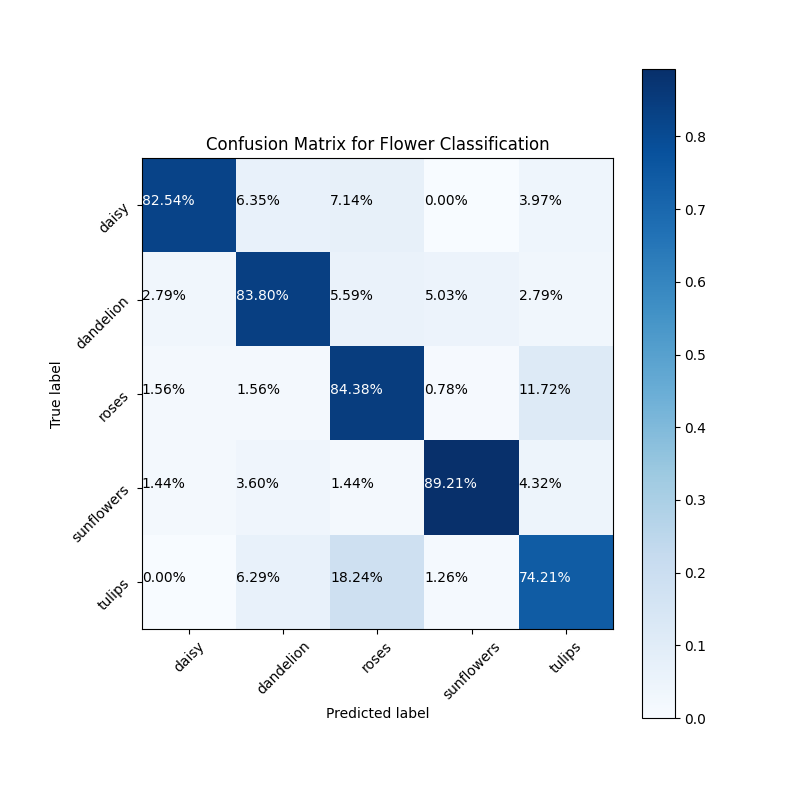 Confusion Matrix for Flower Classification
True label
daisy 82.54% 6.35% 7.14% 0.00% 3.97%
dandelion 2.79% 83.80% 5.59% 5.03% 2.79%
roses 1.56% 1.56% 84.38% 0.78% 11.72%
sunflowers 1.44% 3.60% 1.44% 89.21% 4.32%
tulips 0.00% 6.29% 18.24% 1.26% 74.21%
daisy dandelion roses sunflowers tulips
Predicted label
0.8
0.7
0.6
0.5
0.4
0.3
0.2
0.1
0.0